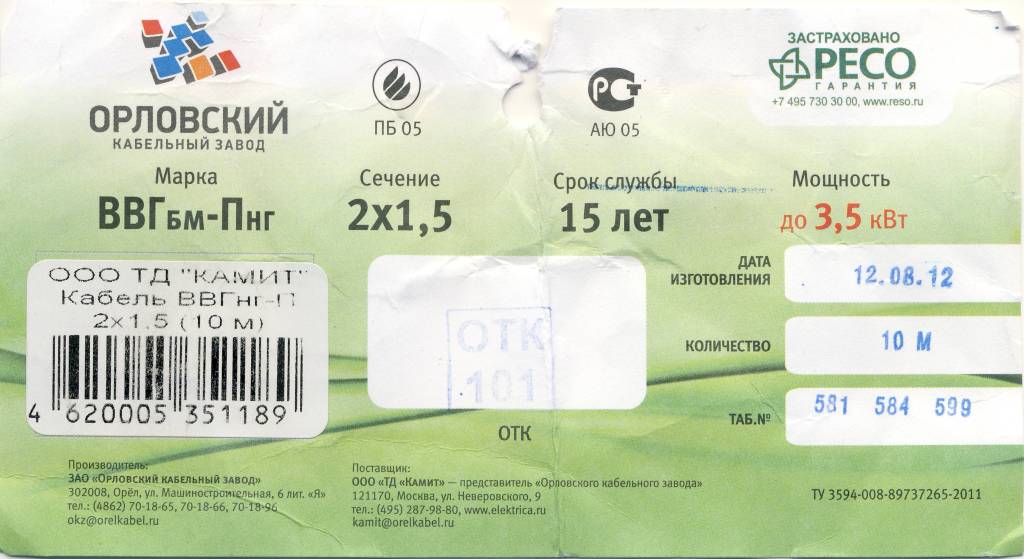 ОРЛОВСКИЙ
КАБЕЛЬНЫЙ ЗАВОД
ПБ 05
РСТ
АЮ 05
ЗАСТРАХОВАНО
РЕСО
ГАРАНТИЯ
+7 495 730 30 00, www.reso.ru
Марка
ВВГбм-Пнг
Сечение
2х1,5
Срок службы
15 лет
Мощность
до 3,5 кВт
ООО ТД "КАМИТ"
Кабель ВВГнг-П
2х1,5 (10 м)
4 620005 351189
ОТК
101
ОТК
ДАТА
ИЗГОТОВЛЕНИЯ
12.08.12
КОЛИЧЕСТВО
10 М
ТАБ.№
581 584 599
Производитель:
ЗАО «ОРЛОВСКИЙ КАБЕЛЬНЫЙ ЗАВОД»
302008, Орёл, ул. Машиностроительная, 6 лит. «Я»
тел.: (4862) 70-18-65, 70-18-66, 70-18-96
okz@orelkabel.ru
Поставщик:
ООО «ТД «Камит» — представитель «Орловского кабельного завода»
121170, Москва, ул. Неверовского, 9
тел.: (495) 287-98-80, www.elektrica.ru
kamit@orelkabel.ru
ТУ 3594-008-89737265-2011